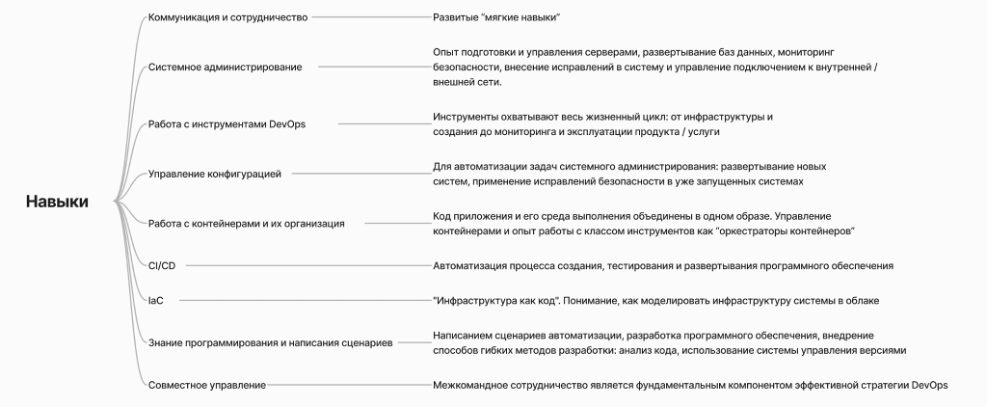 Навыки
Коммуникация и сотрудничество
Развитые "мягкие навыки"
Системное администрирование
Опыт подготовки и управления серверами, развертывание баз данных, мониторинг
безопасности, внесение исправлений в систему и управление подключением к внутренней /
внешней сети.
Работа с инструментами DevOps
Инструменты охватывают весь жизненный цикл: от инфраструктуры и
создания до мониторинга и эксплуатации продукта / услуги
Управление конфигурацией
Для автоматизации задач системного администрирования: развертывание новых
систем, применение исправлений безопасности в уже запущенных системах
Работа с контейнерами и их организация
Код приложения и его среда выполнения объединены в одном образе. Управление
контейнерами и опыт работы с классом инструментов как "оркестраторы контейнеров"
CI/CD
Автоматизация процесса создания, тестирования и развертывания программного обеспечения
IaC
"Инфраструктура как код". Понимание, как моделировать инфраструктуру системы в облаке
Знание программирования и написания сценариев
Написанием сценариев автоматизации, разработка программного обеспечения, внедрение
способов гибких методов разработки: анализ кода, использование системы управления версиями
Совместное управление
Межкомандное сотрудничество является фундаментальным компонентом эффективной стратегии DevOps